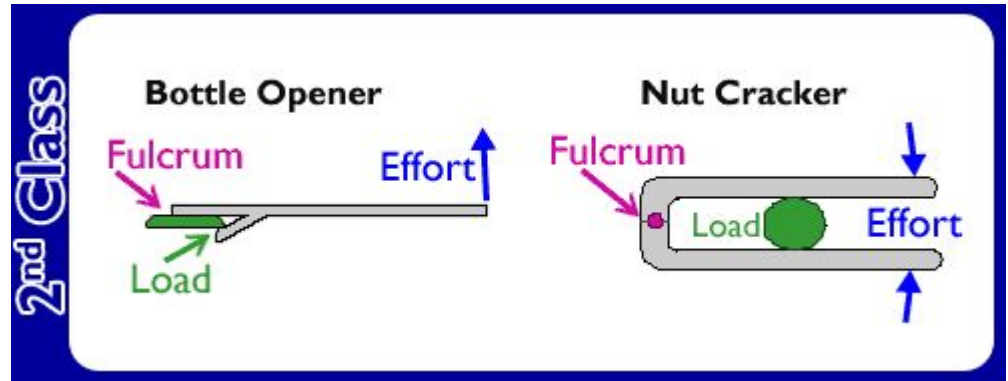 2nd Class
Bottle Opener
Fulcrum
Effort
Load
Nut Cracker
Fulcrum
Load
Effort